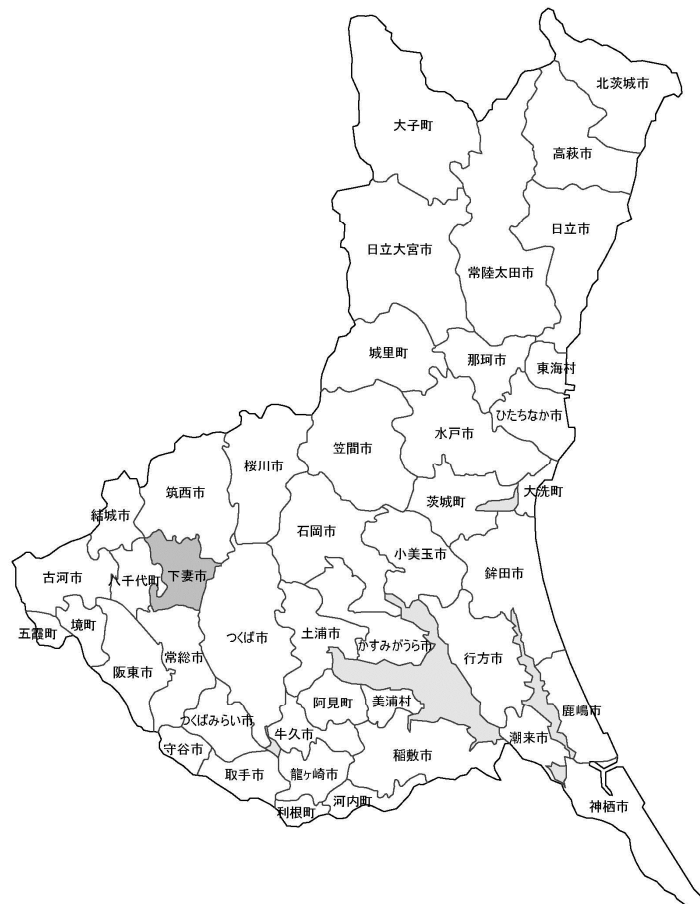 北茨城市
大子町
高萩市
日立市
日立大宮市
常陸太田市
城里町
那珂市
東海村
ひたちなか市
水戸市
笠間市
桜川市
筑西市
茨城町
大洗町
結城市
石岡市
小美玉市
鉾田市
古河市
八千代町
下妻市
五霞町
境町
つくば市
土浦市
かすみがうら市
行方市
阪東市
常総市
阿見町
美浦村
鹿嶋市
つくばみらい市
牛久市
潮来市
守谷市
稲敷市
取手市
龍ヶ崎市
利根町
河内町
神栖市